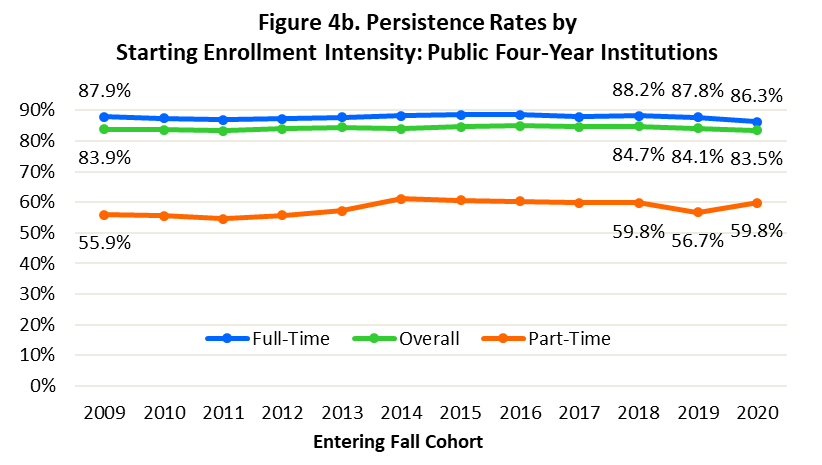 Figure 4b. Persistence Rates by
Starting Enrollment Intensity: Public Four-Year Institutions
87.9% 88.2% 87.8% 86.3%
90%
80%
83.9% 84.7% 84.1% 83.5%
70%
60%
50%
55.9% 59.8% 56.7% 59.8%
40%
30%
20%
Full-Time Overall Part-Time
10%
0%
2009 2010 2011 2012 2013 2014 2015 2016 2017 2018 2019 2020
Entering Fall Cohort